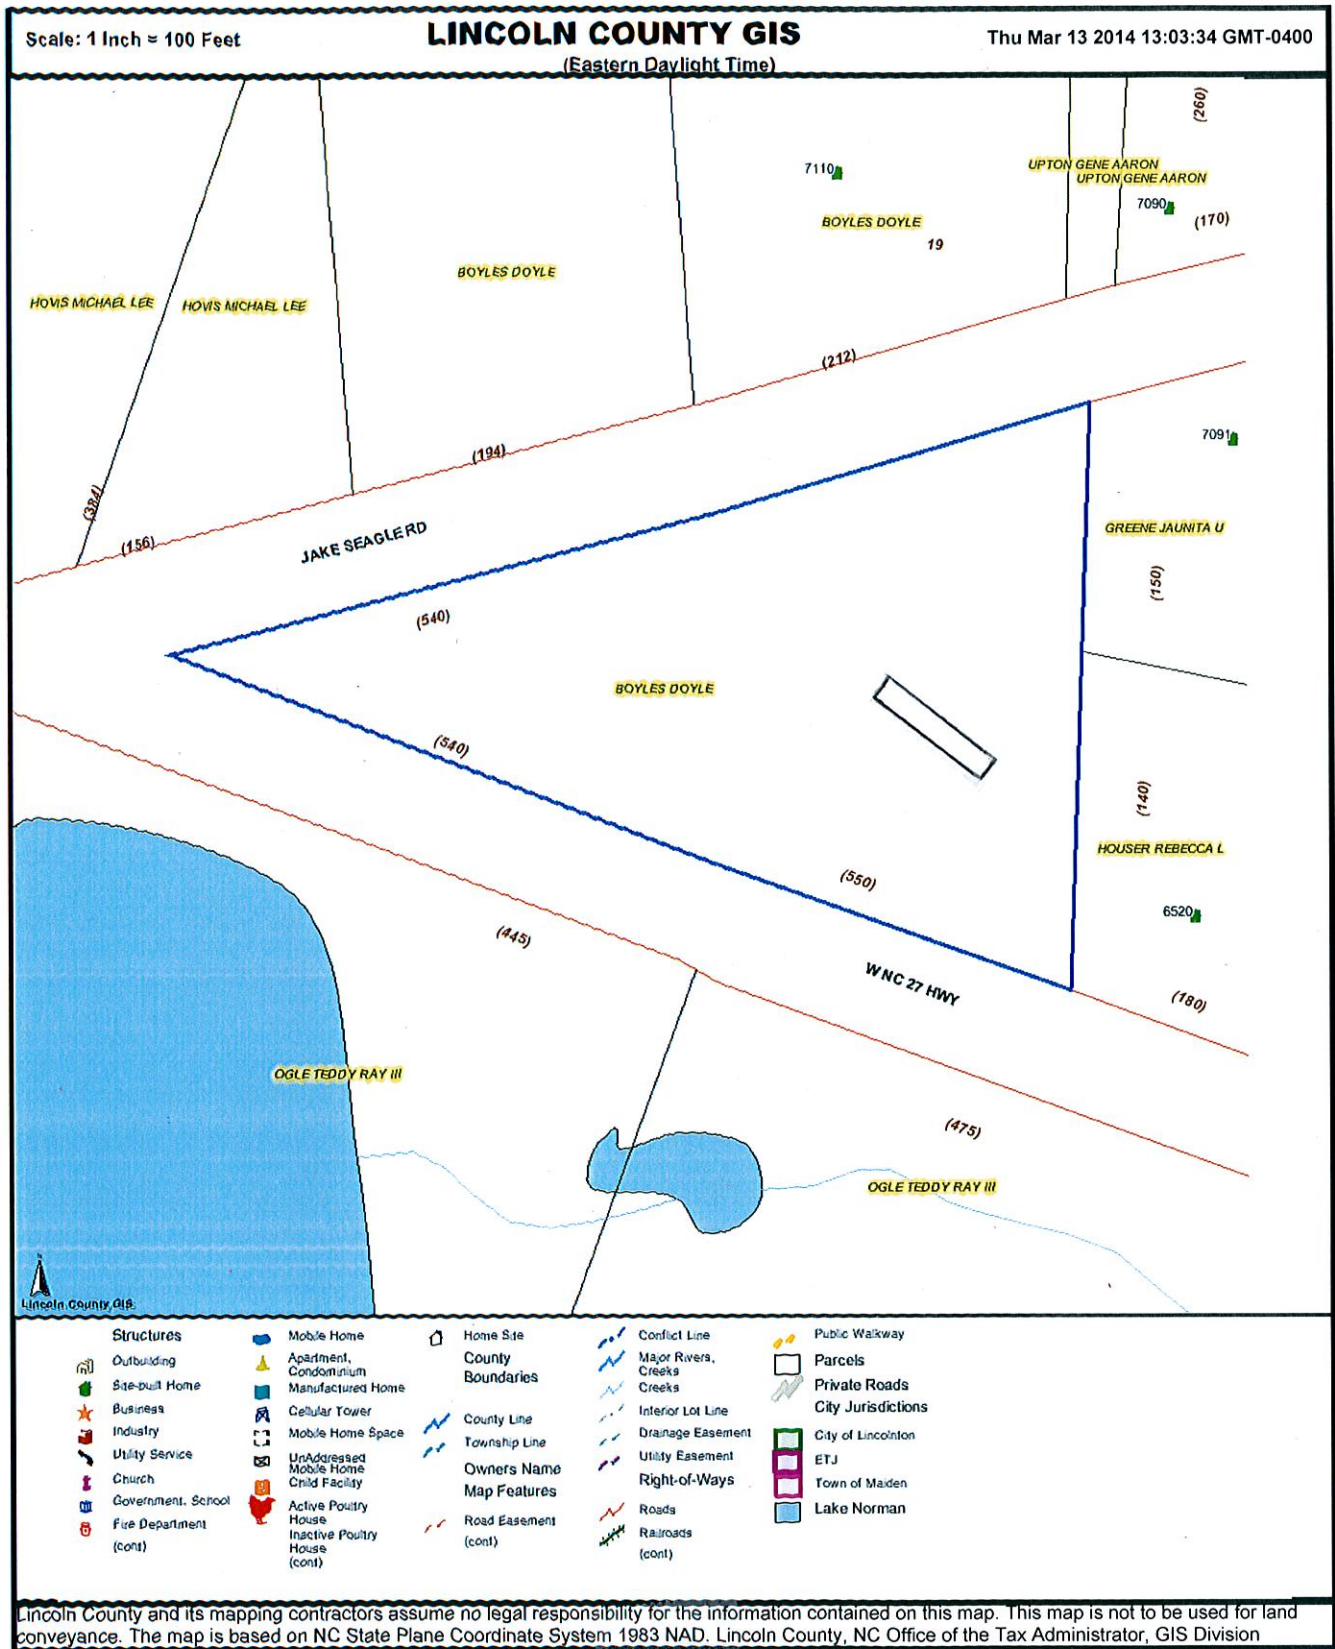 Scale: 1 Inch = 100 Feet
LINCOLN COUNTY GIS
Thu Mar 13 2014 13:03:34 GMT-0400
(Eastern Daylight Time)
(260)
7110
UPTON GENE AARON
UPTON GENE AARON
7090
(170)
BOYLES DOYLE
19
BOYLES DOYLE
HOVIS MICHAEL LEE
HOVIS MICHAEL LEE
(212)
7091
(194)
(384)
(156)
JAKE SEAGLE RD
GREENE JAUNITA U
(150)
(540)
BOYLES DOYLE
(540)
(140)
HOUSER REBECCA L
(550)
6520
(445)
W NC 27 HWY
(180)
OGLE TEDDY RAY III
(475)
OGLE TEDDY RAY III
N
Lincoln County, GIS
Structures
Outbuilding
Site-built Home
Business
Industry
Utility Service
Church
Government, School
Fire Department
(cont)
Mobile Home
Apartment,
Condominium
Manufactured Home
Cellular Tower
Mobile Home Space
UnAddressed
Mobile Home
Child Facility
Active Poultry
House
Inactive Poultry
House
(cont)
Home Site
County
Boundaries
County Line
Township Line
Owners Name
Map Features
Road Easement
(cont)
Conflict Line
Major Rivers,
Creeks
Creeks
Interior Lot Line
Drainage Easement
Utility Easement
Right-of-Ways
Roads
Railroads
(cont)
Public Walkway
Parcels
Private Roads
City Jurisdictions
City of Lincolnton
ETJ
Town of Maiden
Lake Norman
Lincoln County and its mapping contractors assume no legal responsibility for the information contained on this map. This map is not to be used for land
conveyance. The map is based on NC State Plane Coordinate System 1983 NAD. Lincoln County, NC Office of the Tax Administrator, GIS Division